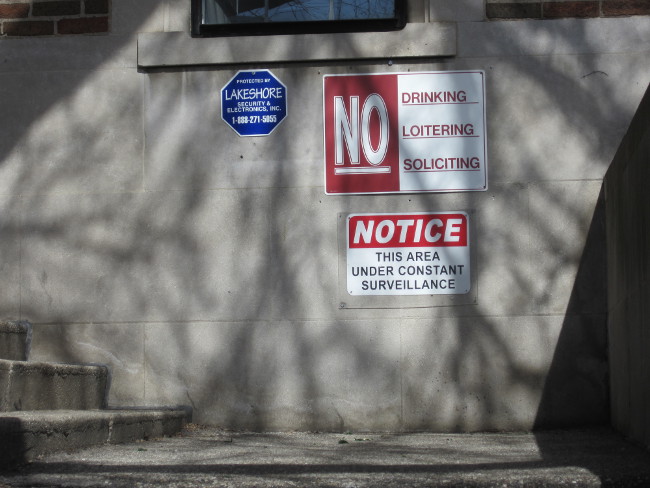 PROTECTED BY
LAKESHORE
SECURITY &
ELECTRONICS, INC.
1-888-271-5055
NO
DRINKING
LOITERING
SOLICITING
NOTICE
THIS AREA
UNDER CONSTANT
SURVEILLANCE